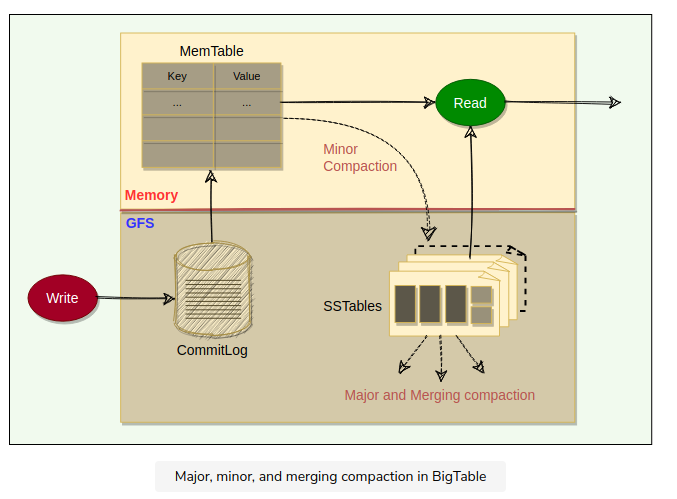 MemTable
Key
Value
...
...
Read
Minor
Compaction
Memory
GFS
Write
SSTables
CommitLog
Major and Merging compaction
Major, minor, and merging compaction in BigTable